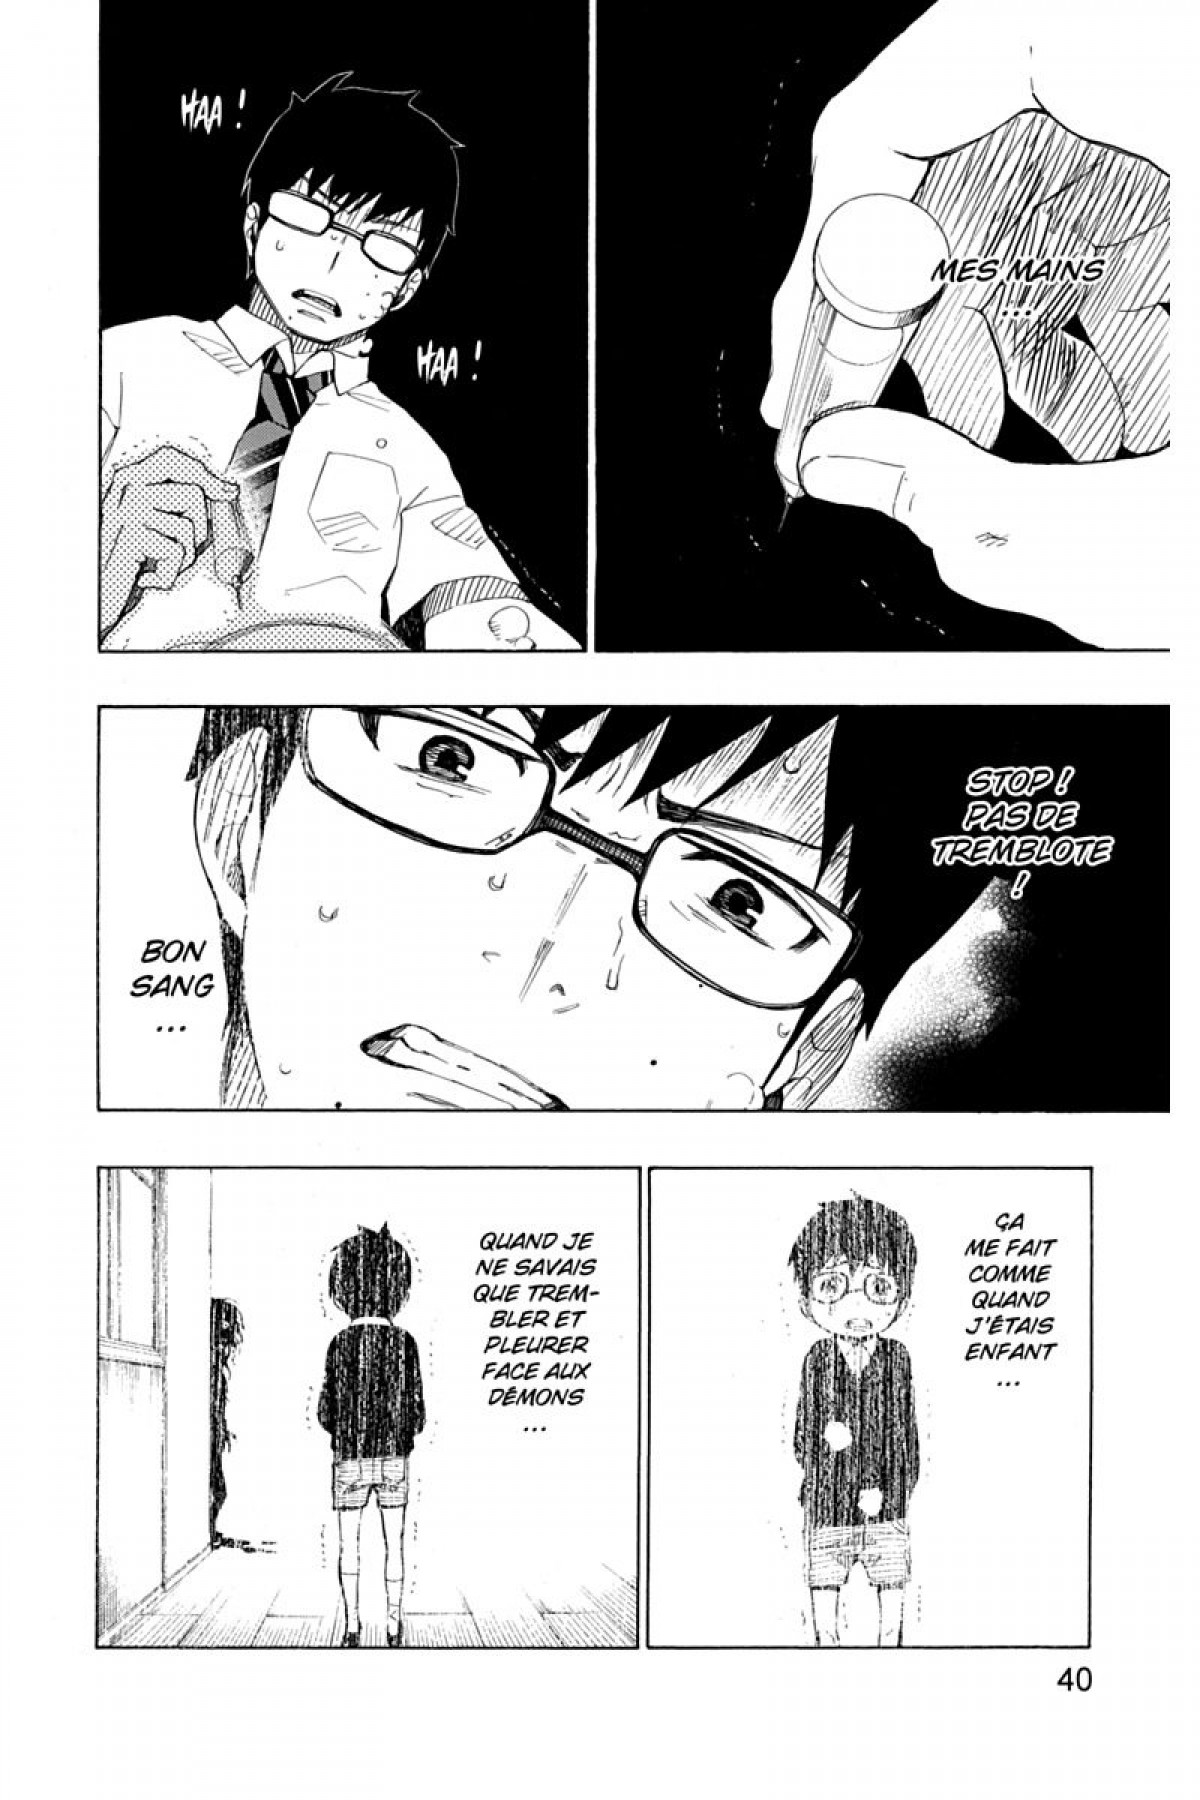 MES MAINS
...
HAA !
HAA !
STOP !
PAS DE
TREMBLOTE
!
BON
SANG
...
ÇA
ME FAIT
COMME
QUAND
J'ÉTAIS
ENFANT
...
QUAND JE
NE SAVAIS
QUE TREM-
BLER ET
PLEURER
FACE AUX
DÉMONS
...
40